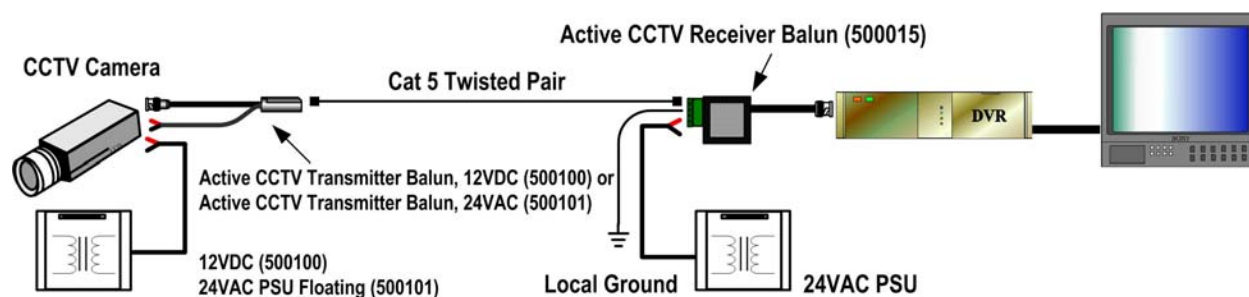 Active CCTV Receiver Balun (500015)
CCTV Camera
Cat 5 Twisted Pair
DVR
SONY
Active CCTV Transmitter Balun, 12VDC (500100) or
Active CCTV Transmitter Balun, 24VAC (500101)
12VDC (500100)
24VAC PSU Floating (500101)
Local Ground
24VAC PSU